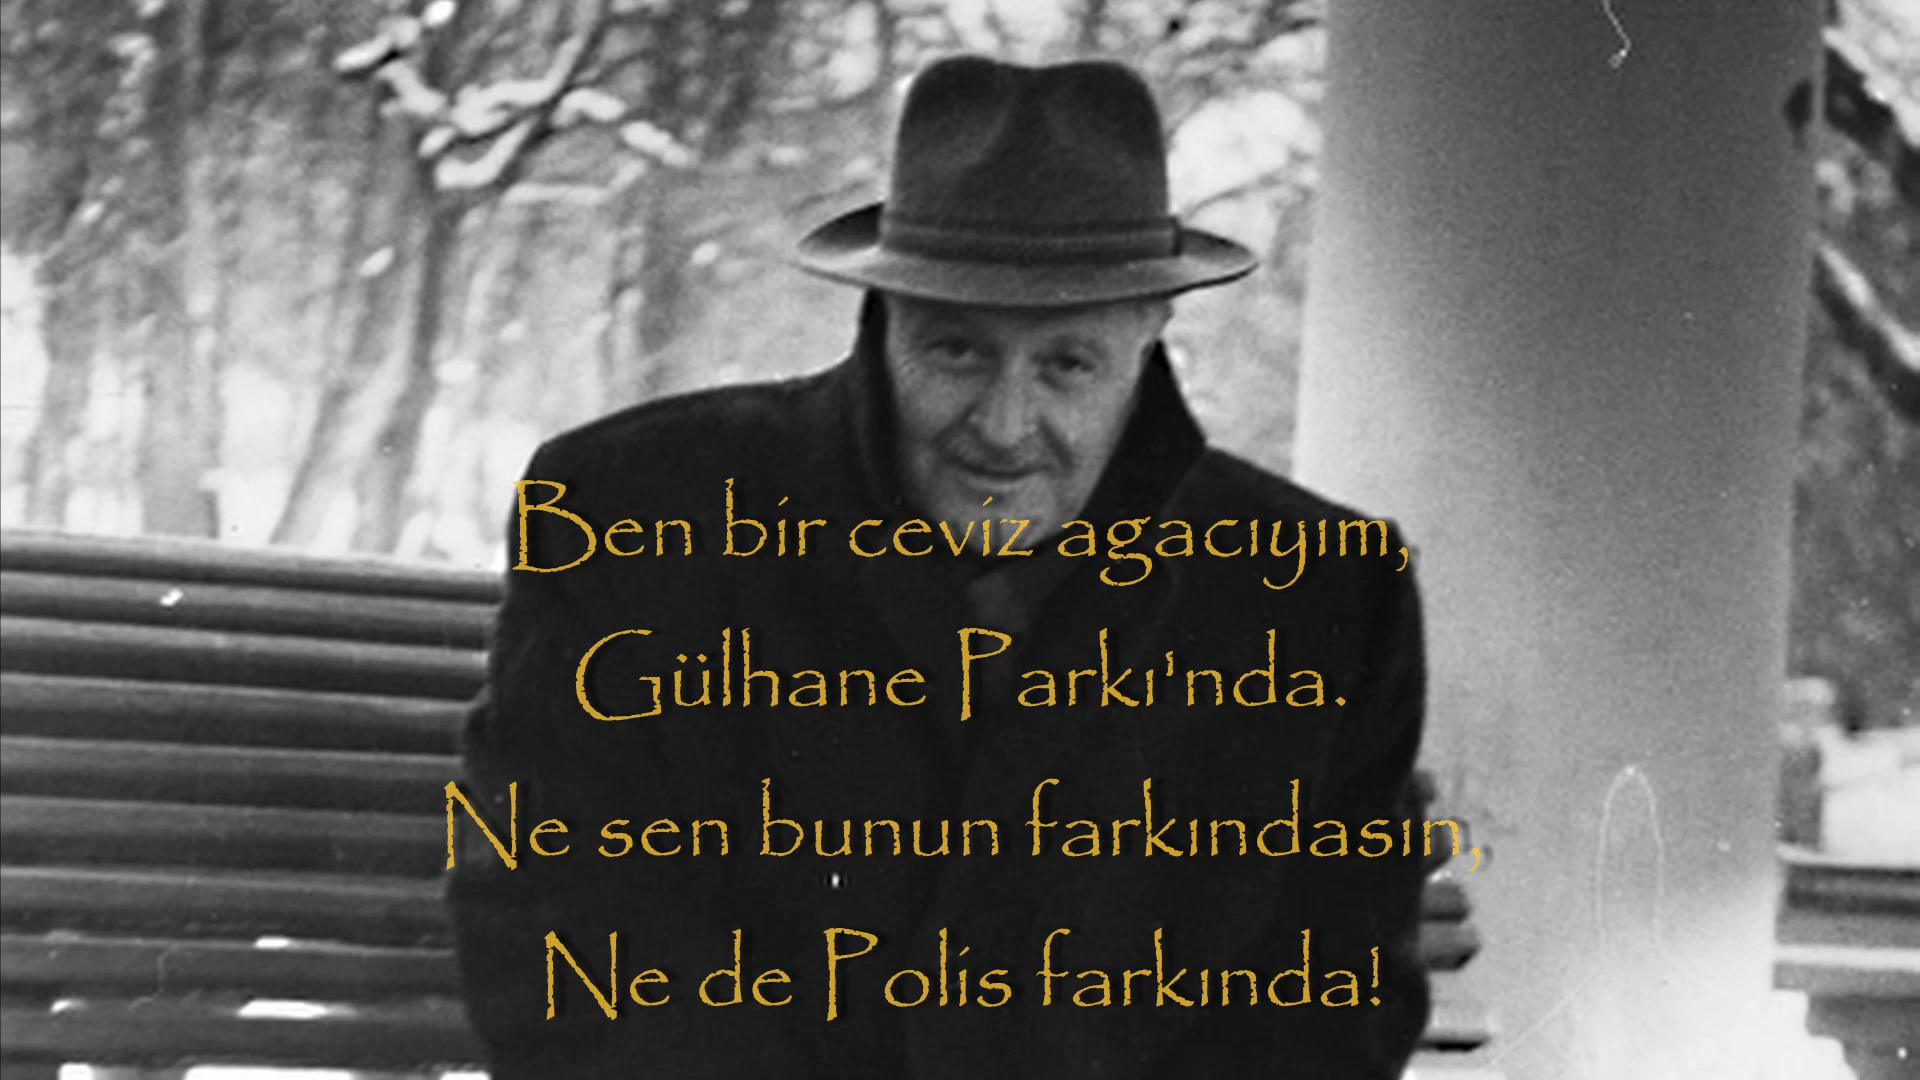 Ben bir ceviz agacıyım,
Gülhane Parkı'nda.
Ne sen bunun farkındasın,
Ne de Polis farkında!